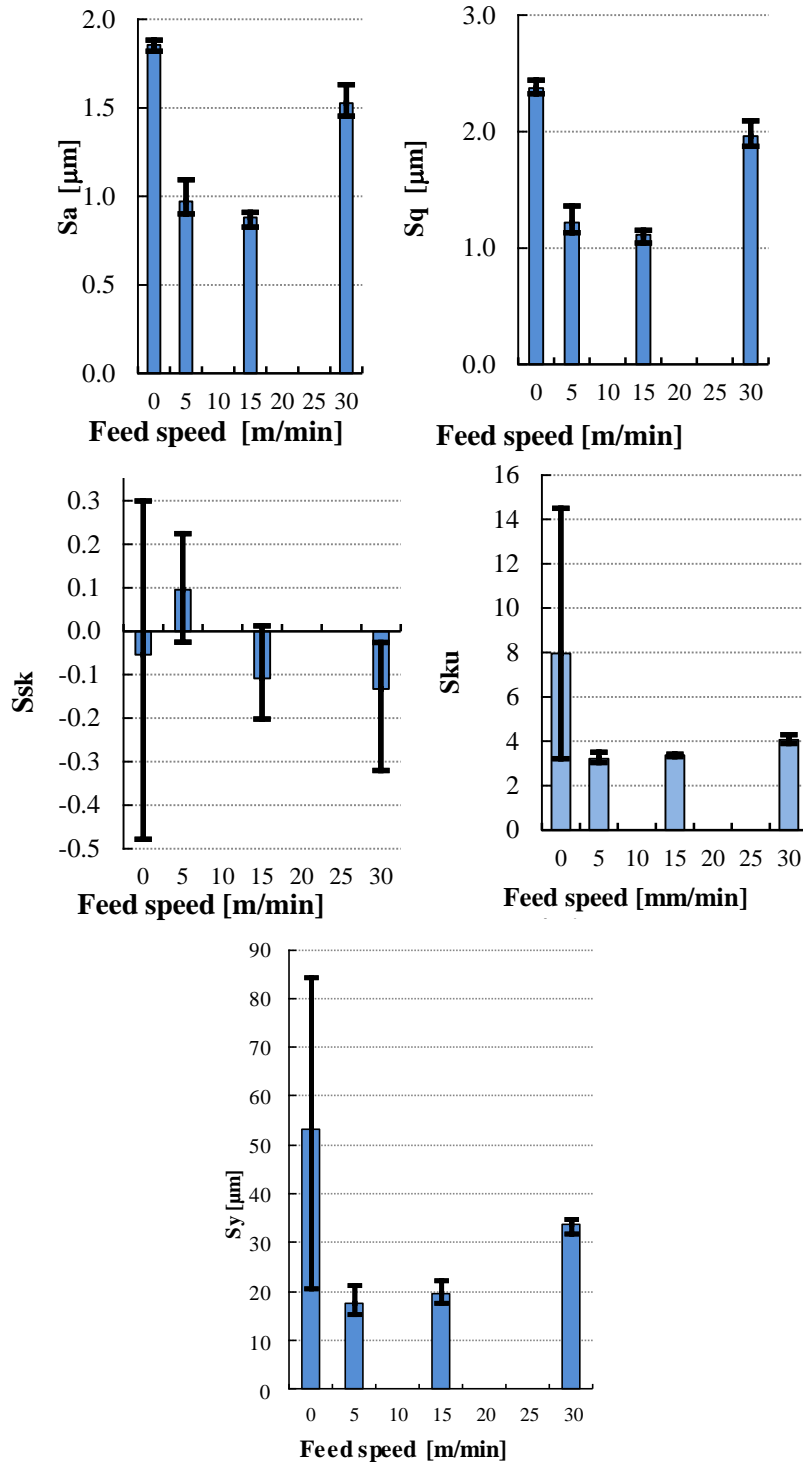 2.0
1.5
1.0
0.5
0.0
Sa [µm]
0 5 10 15 20 25 30
Feed speed [m/min]
3.0
2.0
1.0
0.0
Sq [µm]
0 5 10 15 20 25 30
Feed speed [m/min]
0.3
0.2
0.1
0.0
-0.1
-0.2
-0.3
-0.4
-0.5
Ssk
0 5 10 15 20 25 30
Feed speed [m/min]
16
14
12
10
8
6
4
2
0
Sku
0 5 10 15 20 25 30
Feed speed [mm/min]
90
80
70
60
50
40
30
20
10
0
Sy [µm]
0 5 10 15 20 25 30
Feed speed [m/min]